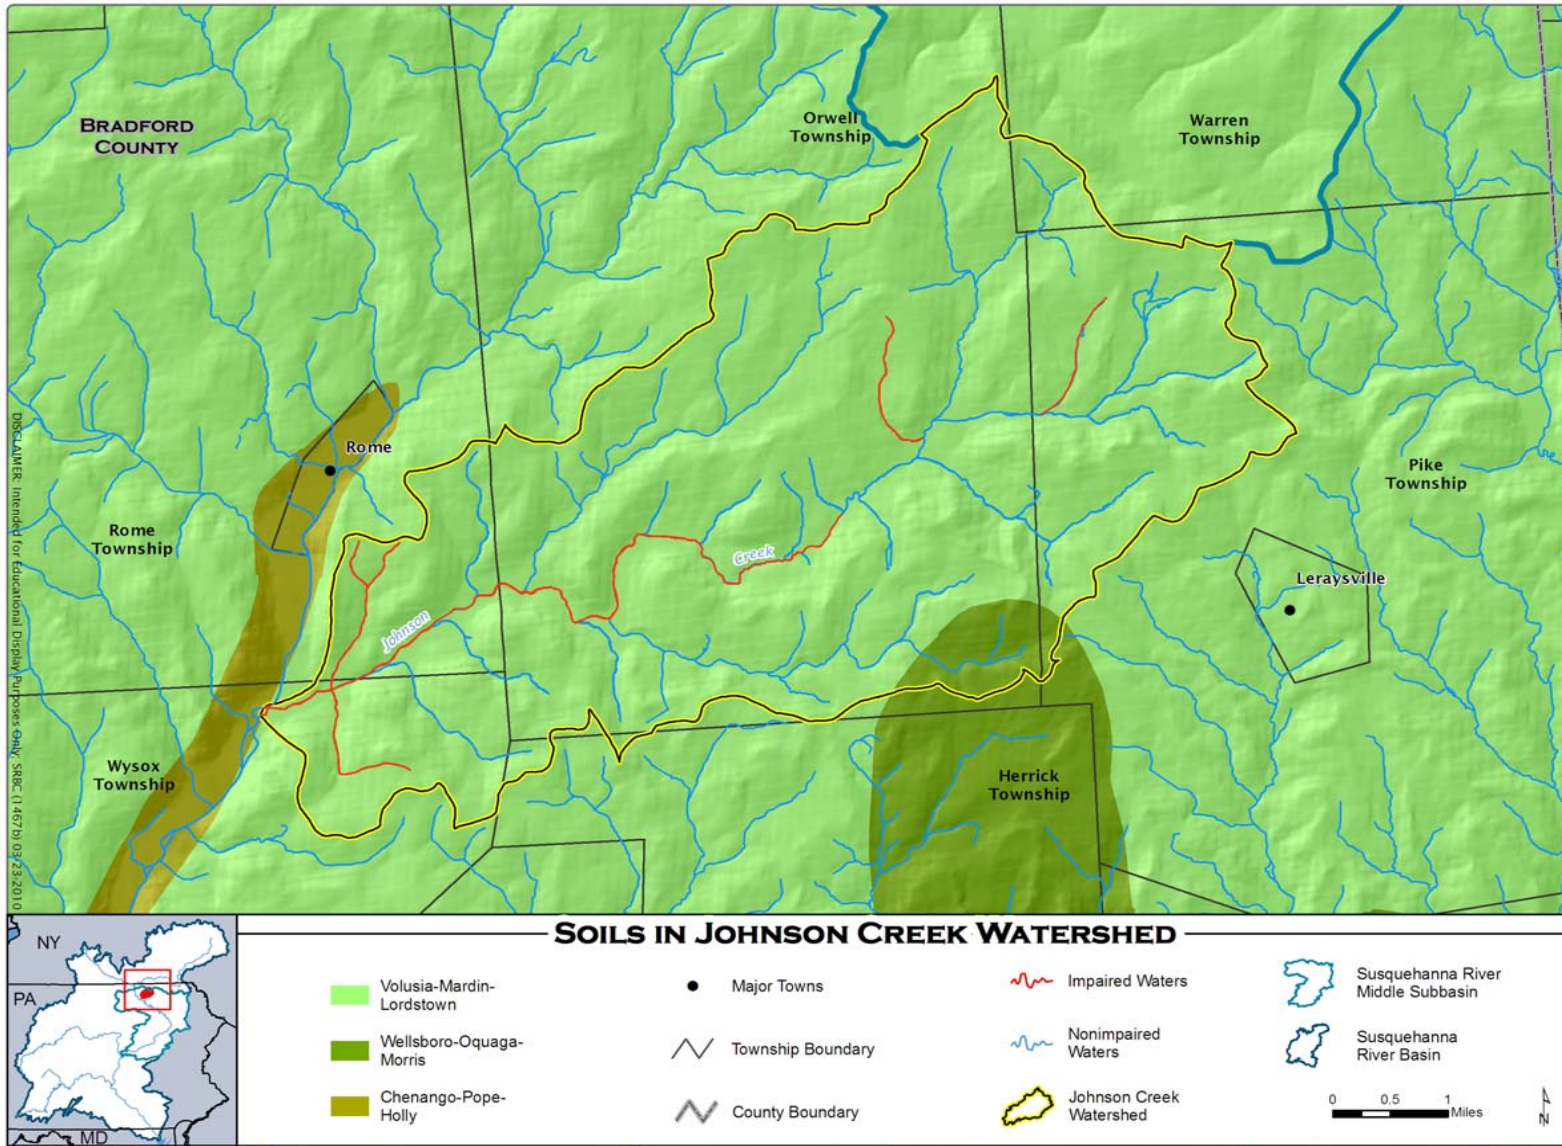 BRADFORD
COUNTY
Orwell
Township
Warren
Township
Rome
Rome
Township
Pike
Township
Creek
Leraysville
Johnson
Wysox
Township
Herrick
Township
DISCLAIMER: Intended for Educational Display Purposes Only. SRBC (1467b) 03-23-2010
NY
PA
MD
SOILS IN JOHNSON CREEK WATERSHED
Volusia-Mardin-
Lordstown
Wellsboro-Oquaga-
Morris
Chenango-Pope-
Holly
Major Towns
Township Boundary
County Boundary
Impaired Waters
Nonimpaired
Waters
Johnson Creek
Watershed
Susquehanna River
Middle Subbasin
Susquehanna
River Basin
0 0.5 1
Miles
N